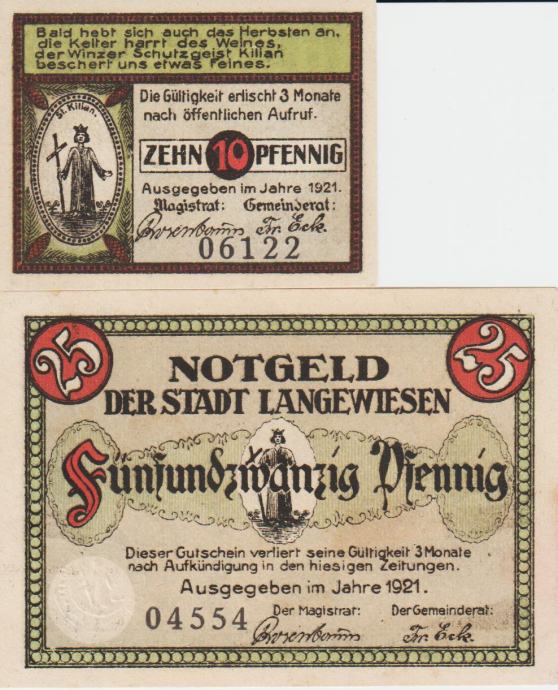 Bald hebt sich auch das Herbsten an,
die Kelter harrt des Weines,
der Winzer Schutzgeist Kilian
beschert uns etwas Feines.
St. Kilian.
Die Gültigkeit erlischt 3 Monate
nach öffentlichen Aufruf.
ZEHN 10 PFENNIG
Ausgegeben im Jahre 1921.
Magistrat: Gemeinderat:
Fr. Eck.
06122
25 25
NOTGELD
DER STADT LANGEWIESEN
Fünfundzwanzig Pfennig
Dieser Gutschein verliert seine Gültigkeit 3 Monate
nach Aufkündigung in den hiesigen Zeitungen.
Ausgegeben im Jahre 1921.
04554 Der Magistrat: Der Gemeinderat:
Fr. Eck.